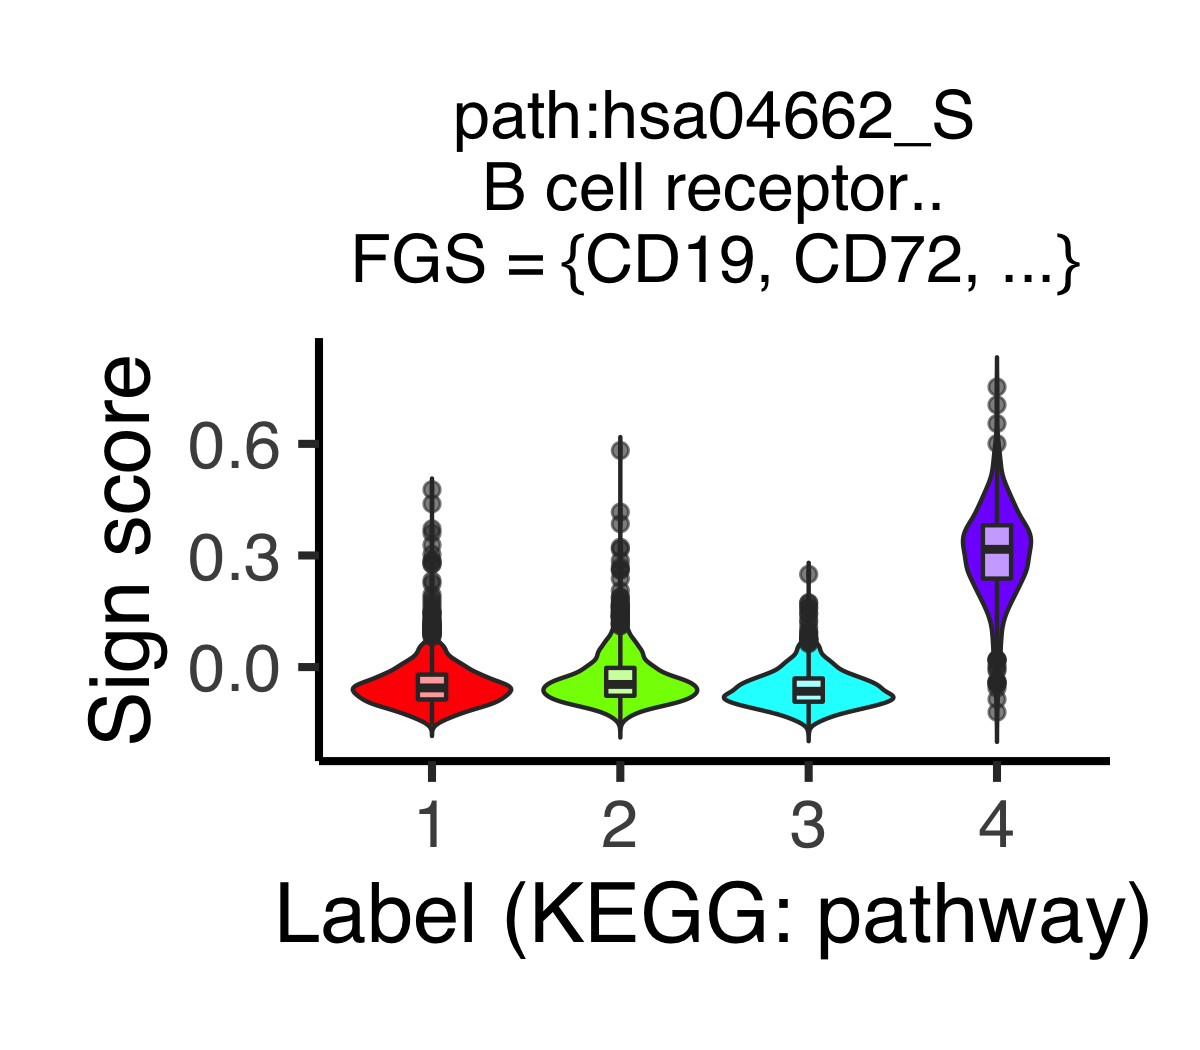 path:hsa04662_S
B cell receptor..
FGS = {CD19, CD72, ...}
Sign score
0.6
0.3
0.0
1 2 3 4
Label (KEGG: pathway)